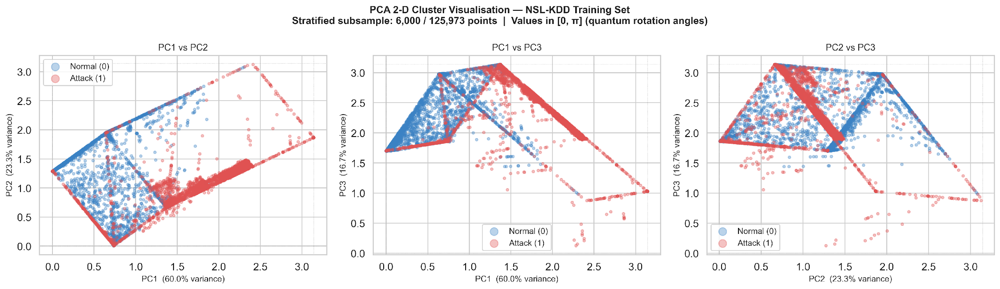 PCA 2-D Cluster Visualisation — NSL-KDD Training Set
Stratified subsample: 6,000 / 125,973 points | Values in [0, π] (quantum rotation angles)
PC1 vs PC2
Normal (0)
Attack (1)
PC2 (23.3% variance)
3.0
2.5
2.0
1.5
1.0
0.5
0.0
0.0 0.5 1.0 1.5 2.0 2.5 3.0
PC1 (60.0% variance)
PC1 vs PC3
PC3 (16.7% variance)
3.0
2.5
2.0
1.5
1.0
0.5
0.0
Normal (0)
Attack (1)
0.0 0.5 1.0 1.5 2.0 2.5 3.0
PC1 (60.0% variance)
PC2 vs PC3
PC3 (16.7% variance)
3.0
2.5
2.0
1.5
1.0
0.5
0.0
Normal (0)
Attack (1)
0.0 0.5 1.0 1.5 2.0 2.5 3.0
PC2 (23.3% variance)